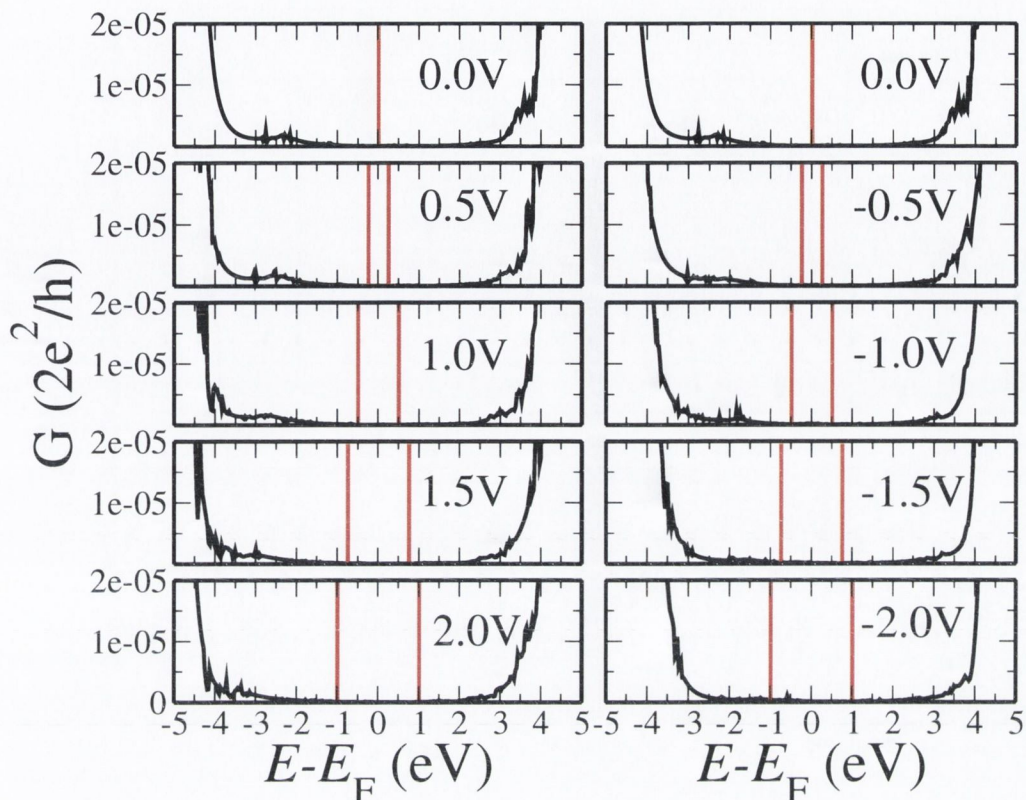 G (2e²/h)
2e-05
1e-05
0.0V
0.0V
2e-05
1e-05
0.5V
-0.5V
2e-05
1e-05
1.0V
-1.0V
2e-05
1e-05
1.5V
-1.5V
2e-05
1e-05
0
2.0V
-2.0V
-5 -4 -3 -2 -1 0 1 2 3 4 5
-5 -4 -3 -2 -1 0 1 2 3 4 5
E-E_F (eV)
E-E_F (eV)